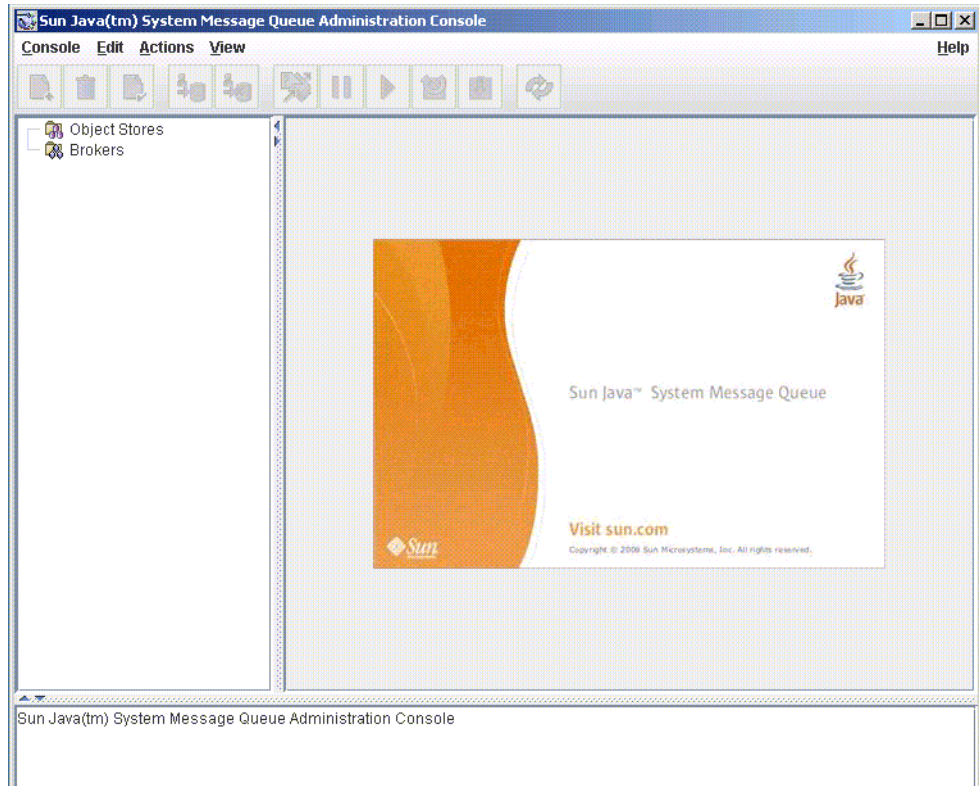 Sun Java(tm) System Message Queue Administration Console
Console Edit Actions View Help
Object Stores
Brokers
Java
Sun Java™ System Message Queue
Visit sun.com
Sun
Copyright © 2008 Sun Microsystems, Inc. All rights reserved.
Sun Java(tm) System Message Queue Administration Console